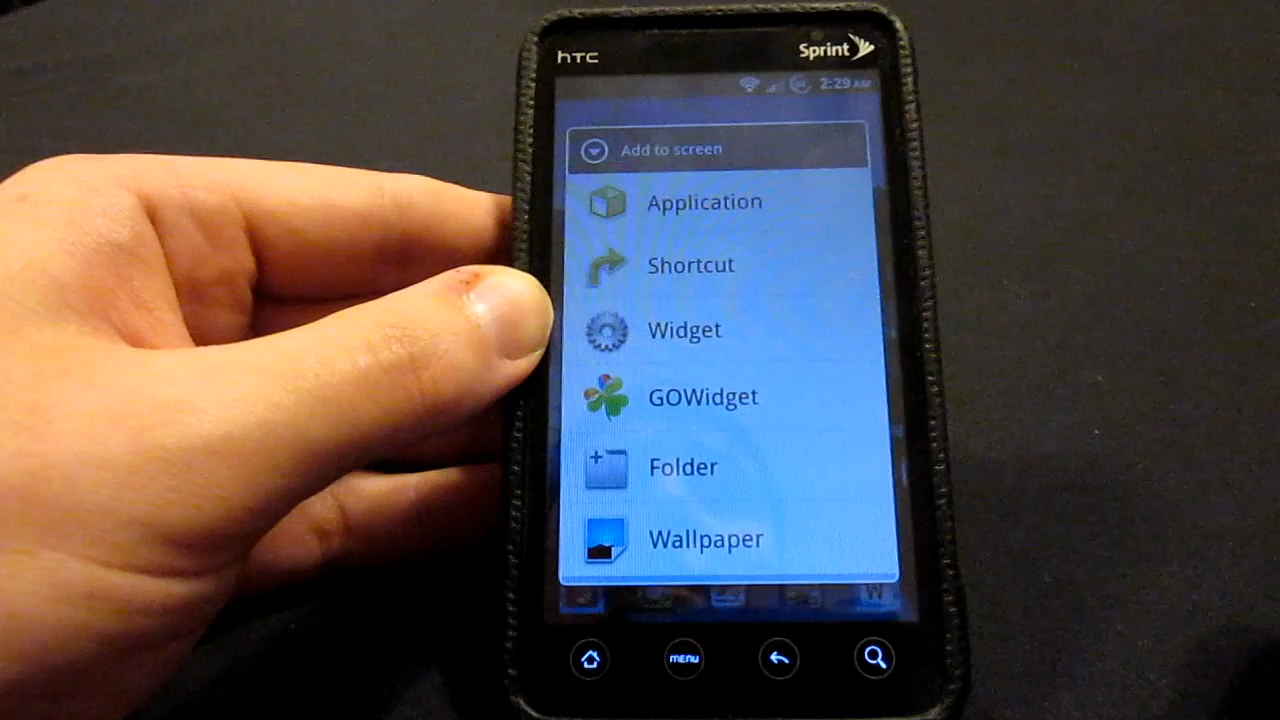 hTC
Sprint
2:29 AM
Add to screen
Application
Shortcut
Widget
GOWidget
Folder
Wallpaper
W
MENU